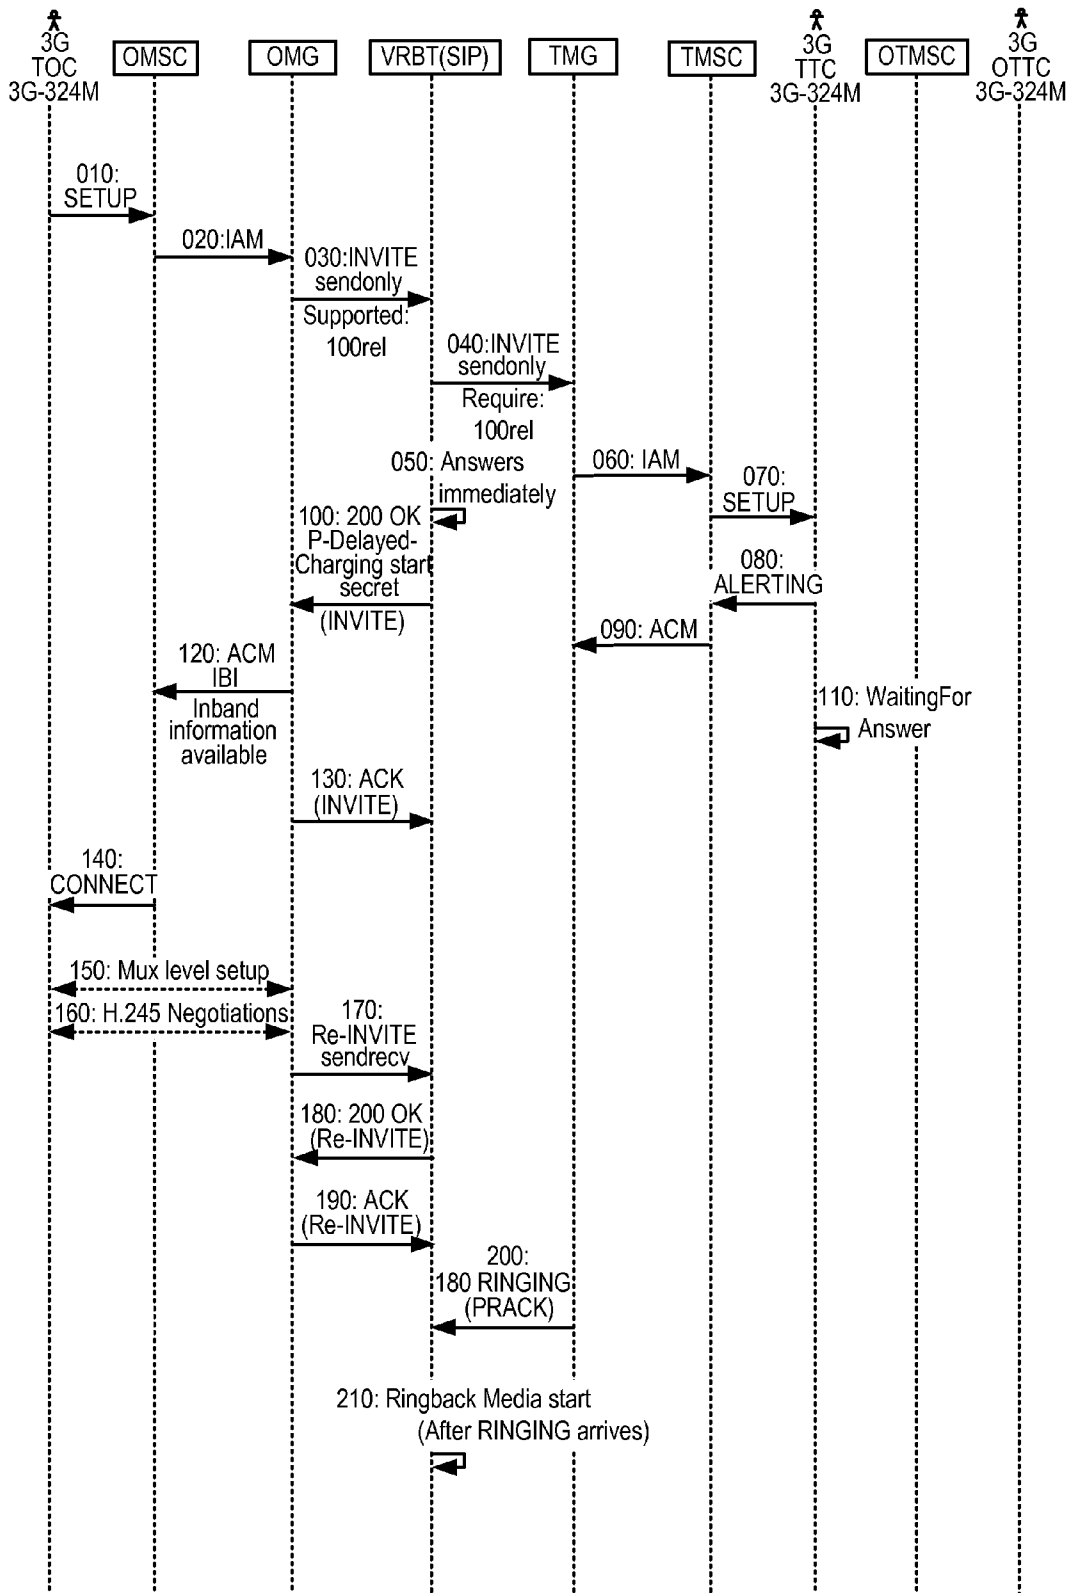 3G
TOC
3G-324M
OMSC
OMG
VRBT(SIP)
TMG
TMSC
3G
TTC
3G-324M
OTMSC
3G
OTTC
3G-324M
010:
SETUP
020:IAM
030:INVITE
sendonly
Supported:
100rel
040:INVITE
sendonly
Require:
100rel
050: Answers
immediately
060: IAM
070:
SETUP
100: 200 OK
P-Delayed-
Charging start
secret
(INVITE)
080:
ALERTING
090: ACM
120: ACM
IBI
Inband
information
available
110: WaitingFor
Answer
130: ACK
(INVITE)
140:
CONNECT
150: Mux level setup
160: H.245 Negotiations
170:
Re-INVITE
sendrecv
180: 200 OK
(Re-INVITE)
190: ACK
(Re-INVITE)
200:
180 RINGING
(PRACK)
210: Ringback Media start
(After RINGING arrives)